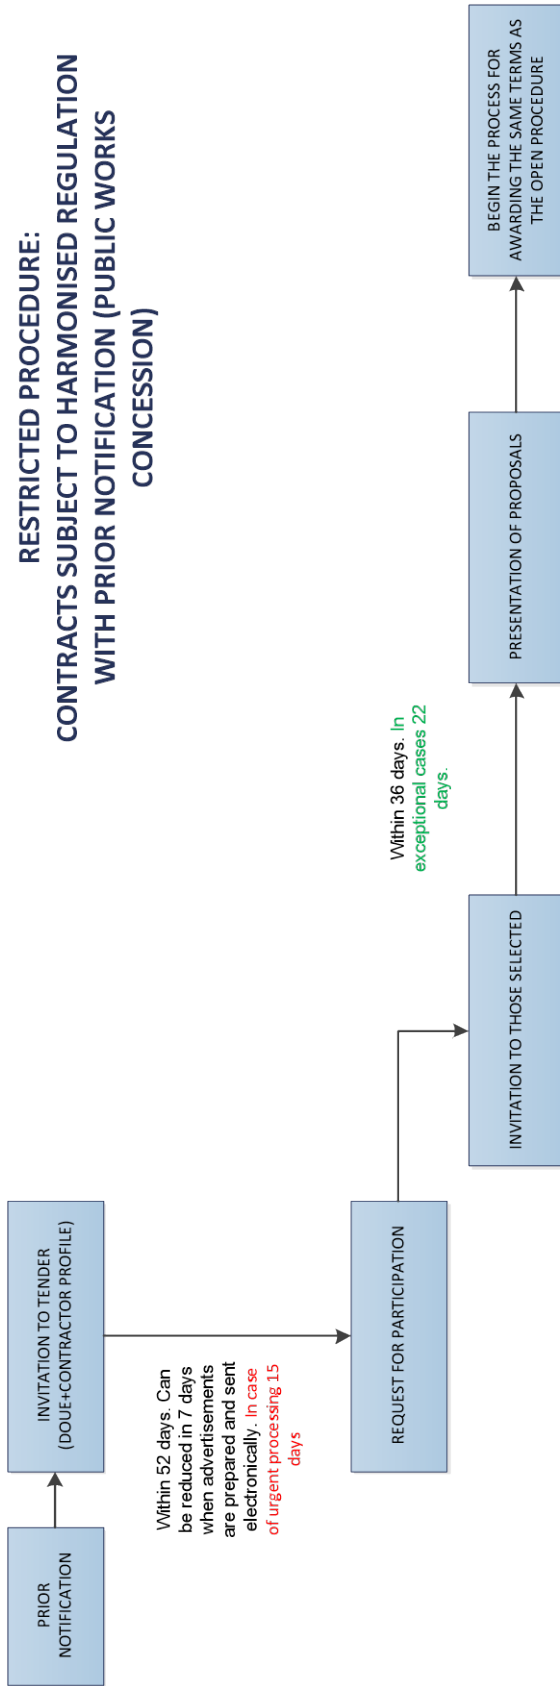 RESTRICTED PROCEDURE:
CONTRACTS SUBJECT TO HARMONISED REGULATION
WITH PRIOR NOTIFICATION (PUBLIC WORKS
CONCESSION)
PRIOR
NOTIFICATION
INVITATION TO TENDER
(DOUE+CONTRACTOR PROFILE)
Within 52 days. Can
be reduced in 7 days
when advertisements
are prepared and sent
electronically. In case
of urgent processing 15
days
REQUEST FOR PARTICIPATION
INVITATION TO THOSE SELECTED
Within 36 days. In
exceptional cases 22
days.
PRESENTATION OF PROPOSALS
BEGIN THE PROCESS FOR
AWARDING THE SAME TERMS AS
THE OPEN PROCEDURE